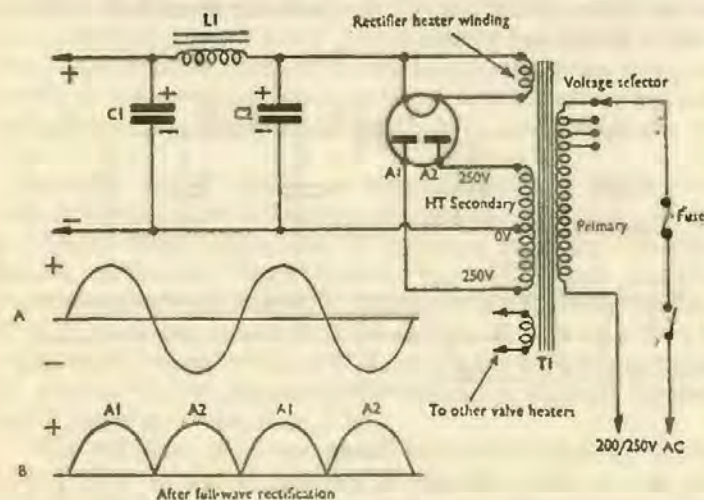 L1
Rectifier heater winding
Voltage selector
+
C1
+
−
C2
+
−
A1 A2
250V
HT Secondary
0V
Primary
Fuse
−
250V
T1
To other valve heaters
200/250V AC
+
A
−
+
A1 A2 A1 A2
B
After full-wave rectification